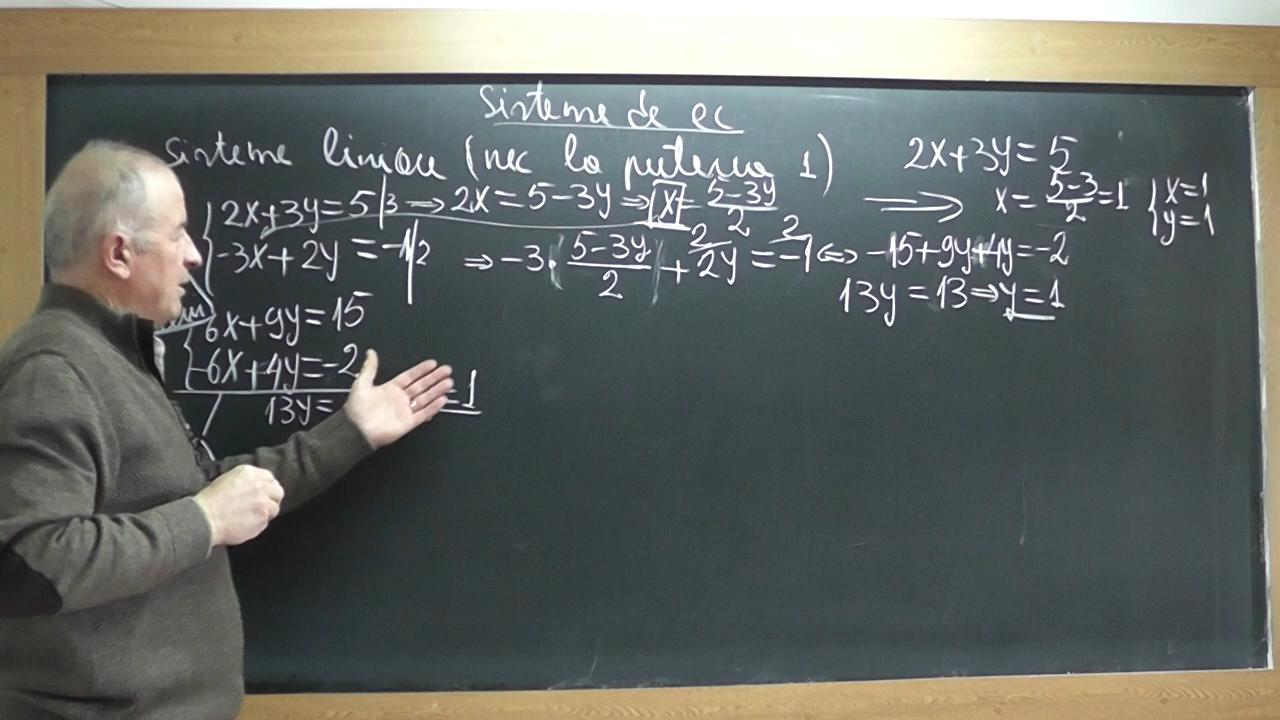 Sisteme de ec
Sisteme liniare (nec la puterea 1)
2x+3y=5 |·3 ⇒ 2x=5-3y ⇒ x = (5-3y)/2
-3x+2y=-1 |·2 ⇒ -3·(5-3y)/2 + 2y = -1 ⇔ -15+9y+4y=-2
13y=13 ⇒ y=1
2x+3y=5
⟹ x = (5-3)/2 = 1 { x=1
y=1
6x+9y=15
-6x+4y=-2
13y= =1